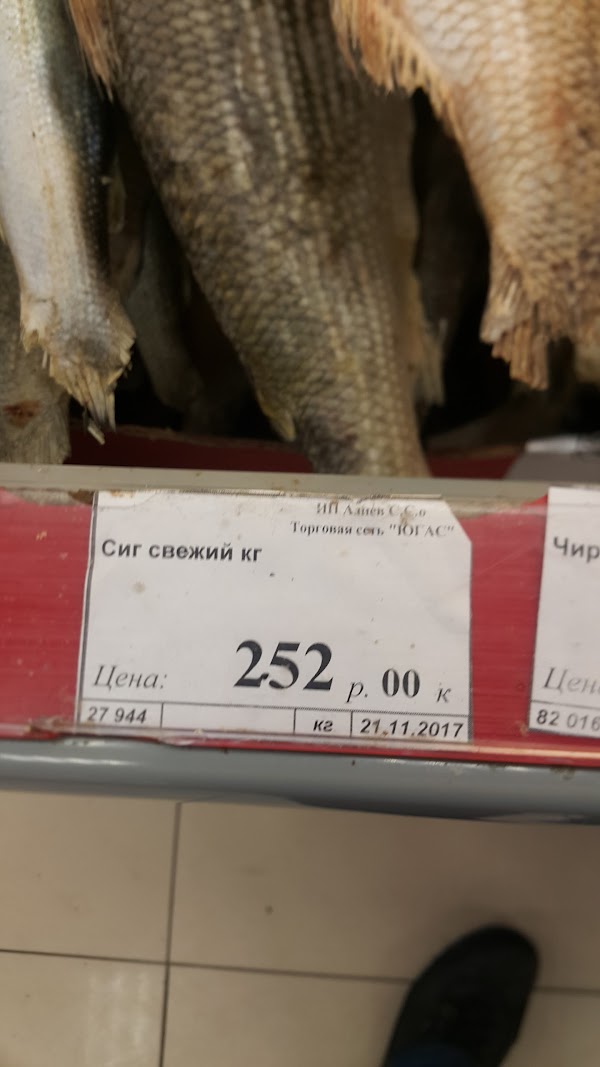 ИП Алиев С.С.о
Торговая сеть "ЮГАС"
Сиг свежий кг
Цена: 252 р. 00 к
27 944 кг 21.11.2017
Чир
Цен
82 016